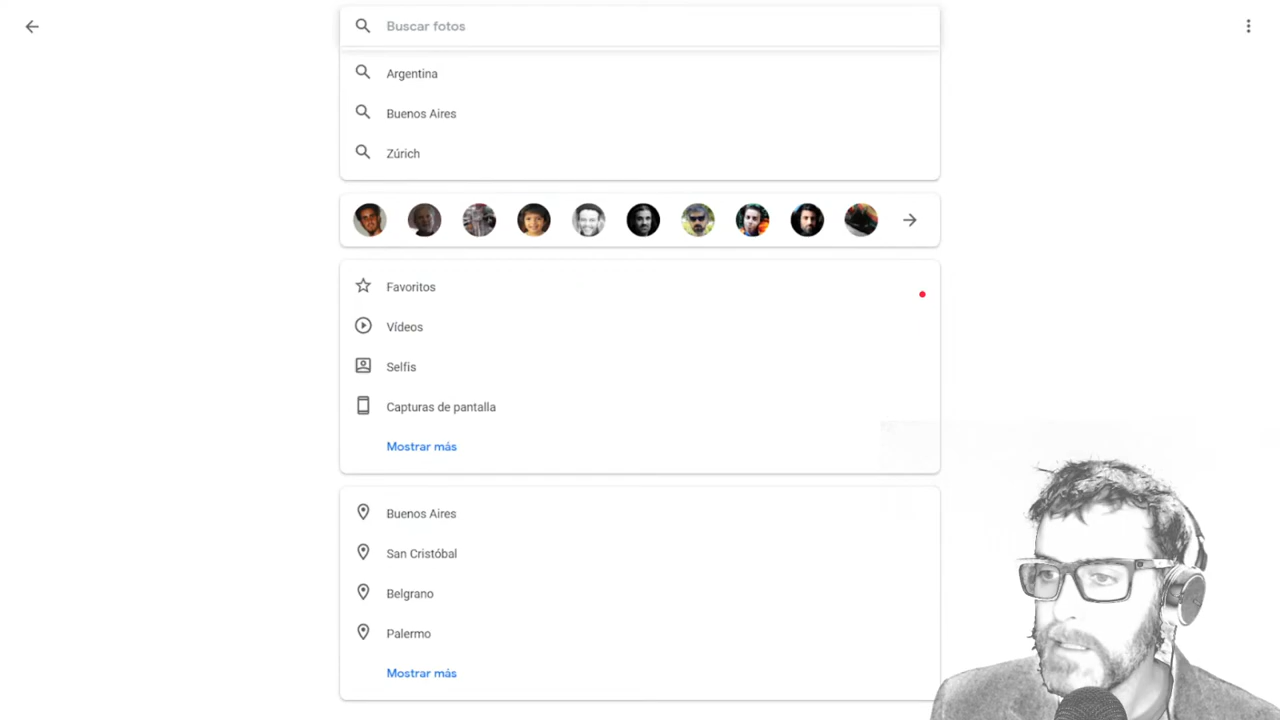 Buscar fotos
Argentina
Buenos Aires
Zúrich
Favoritos
Vídeos
Selfis
Capturas de pantalla
Mostrar más
Buenos Aires
San Cristóbal
Belgrano
Palermo
Mostrar más